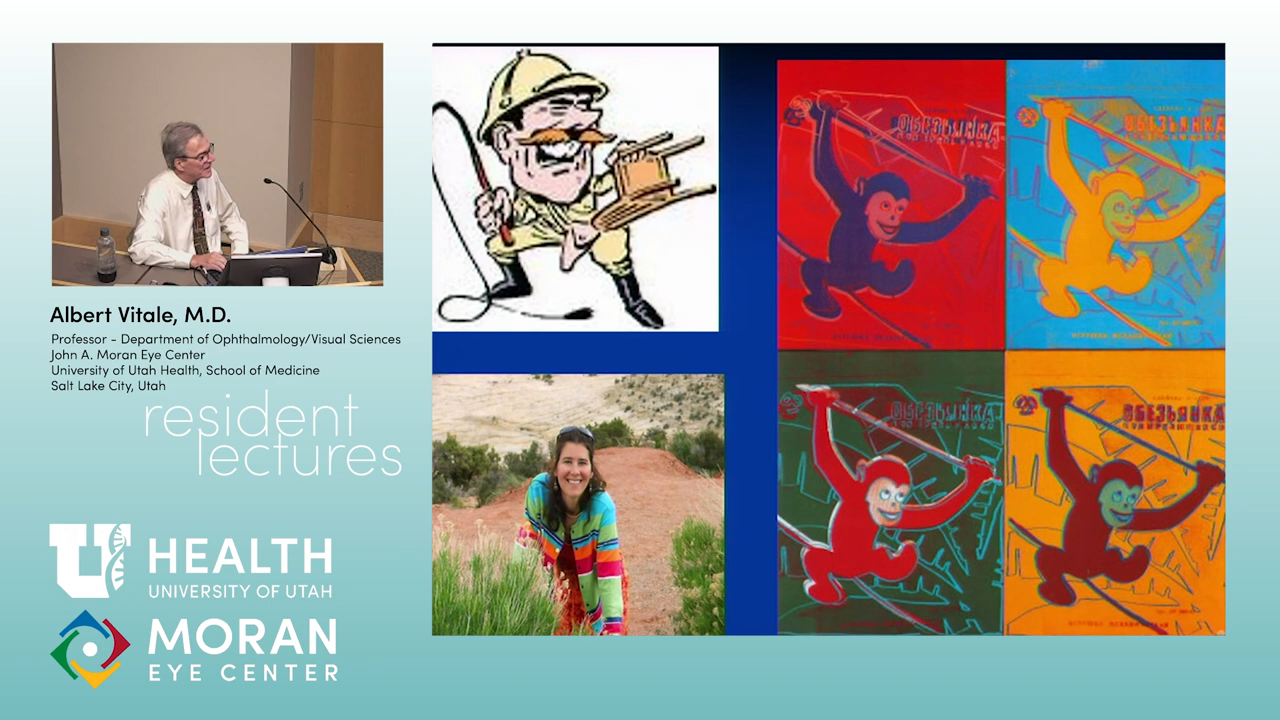 Albert Vitale, M.D.
Professor - Department of Ophthalmology/Visual Sciences
John A. Moran Eye Center
University of Utah Health, School of Medicine
Salt Lake City, Utah
resident
lectures
U HEALTH
UNIVERSITY OF UTAH
MORAN
EYE CENTER
ОБЕЗЬЯНКА
ОБЕЗЬЯНКА
ОБЕЗЬЯНКА
ОБЕЗЬЯНКА